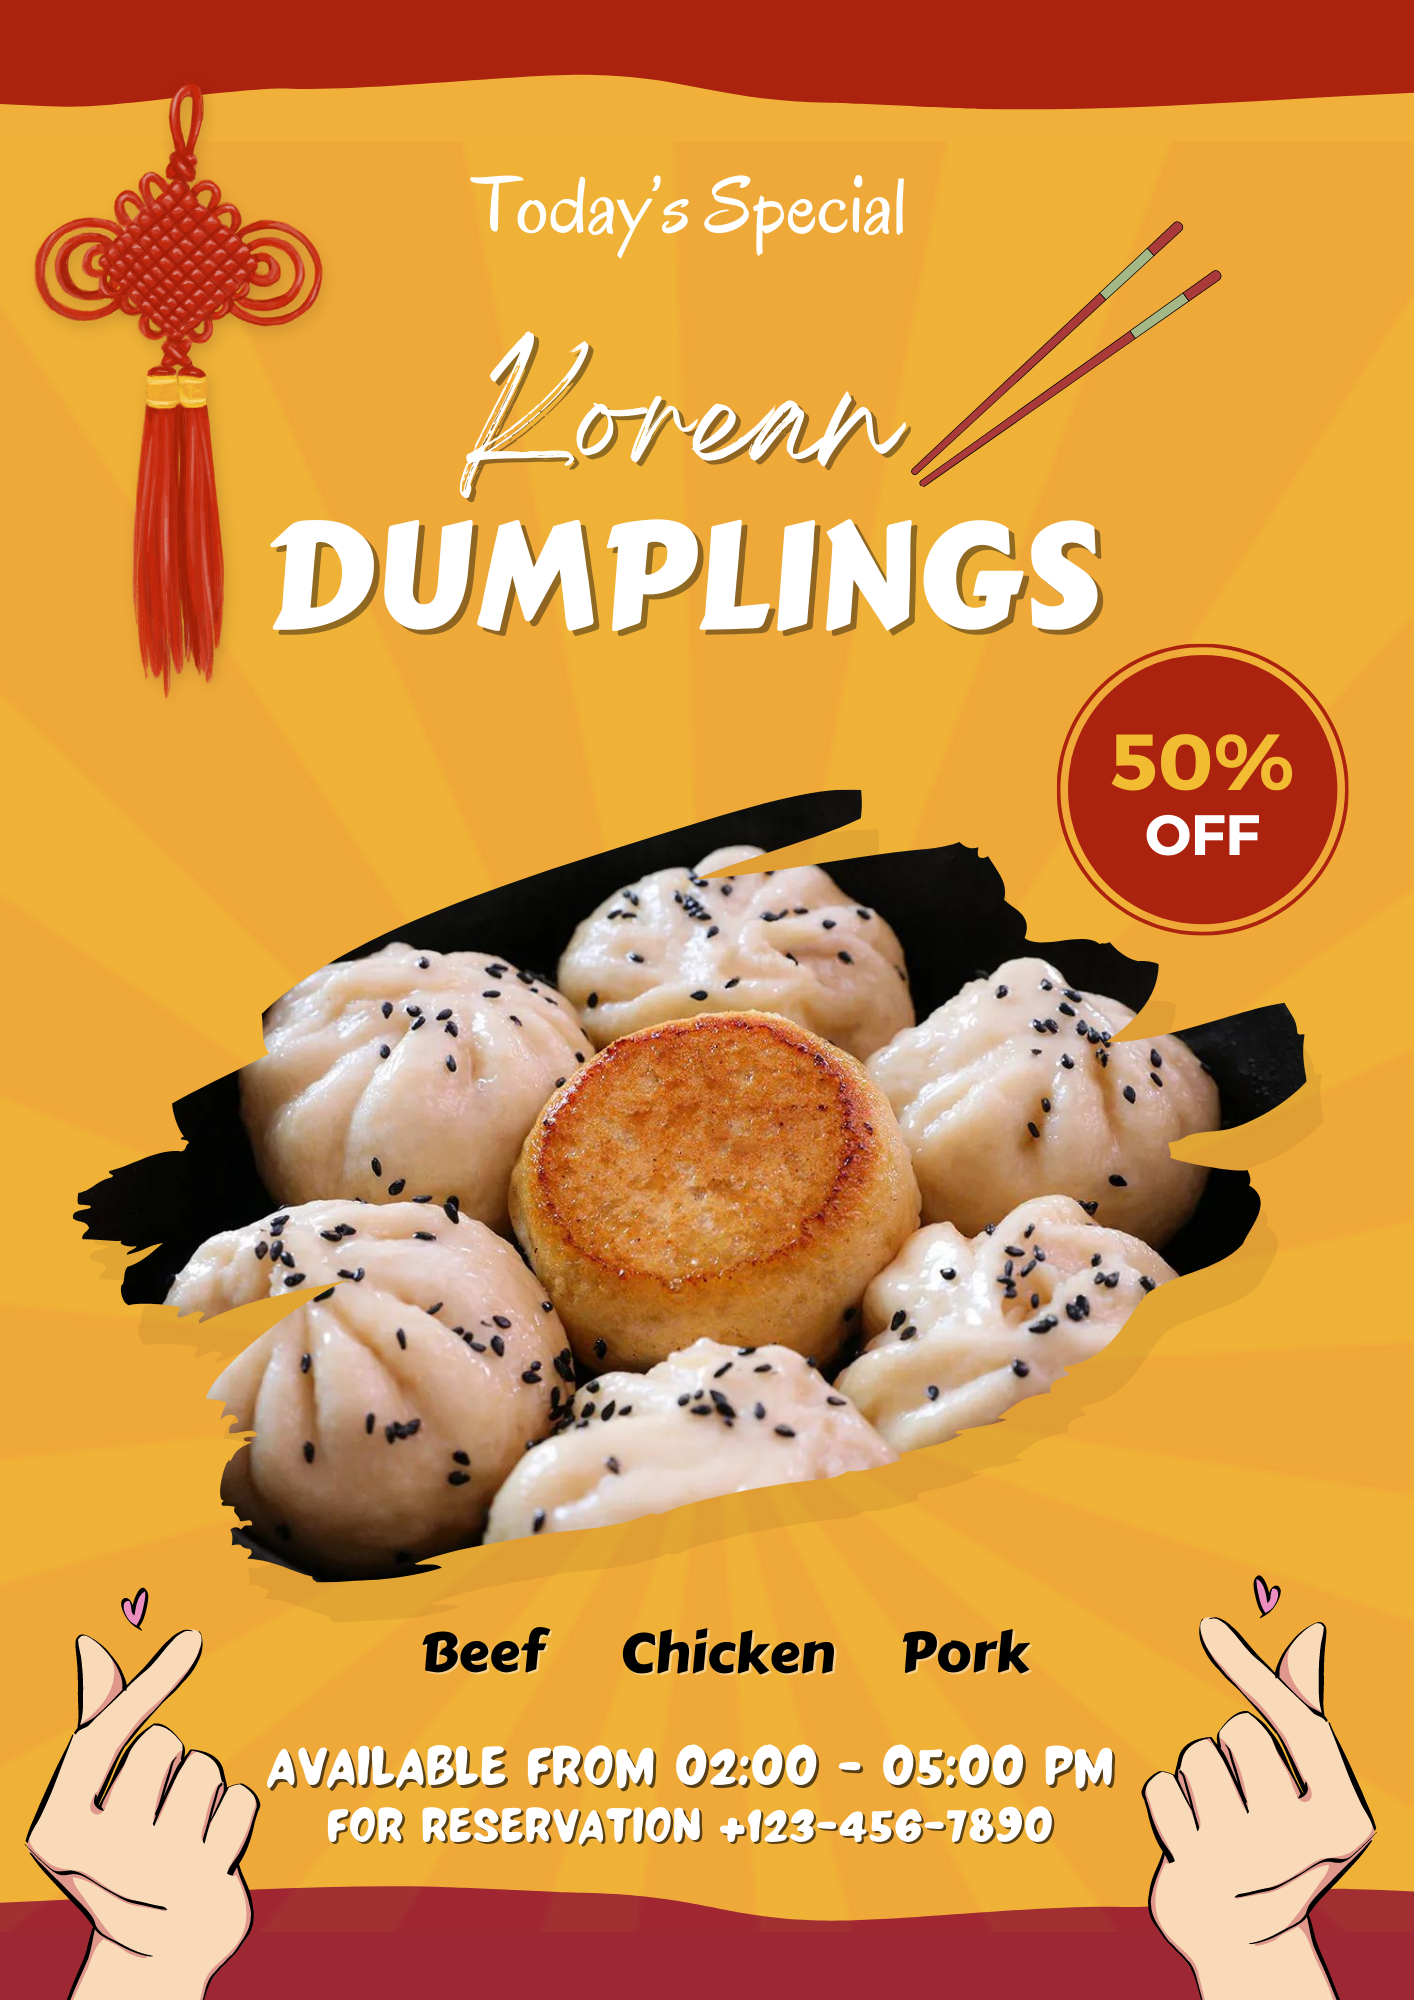 Today's Special
Korean
DUMPLINGS
50%
OFF
Beef Chicken Pork
AVAILABLE FROM 02:00 - 05:00 PM
FOR RESERVATION +123-456-7890